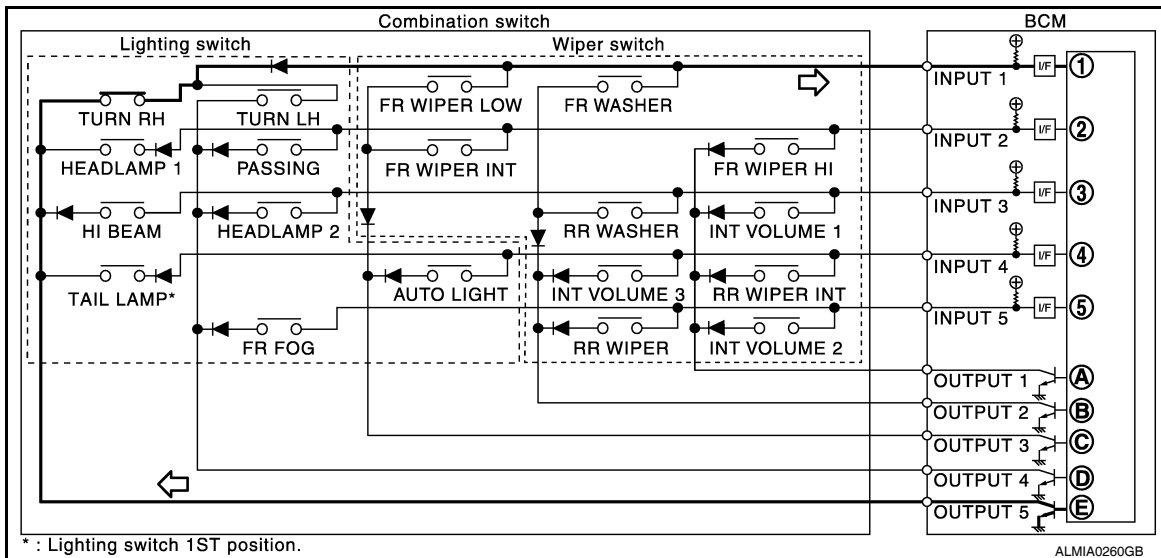 Combination switch
BCM
Lighting switch
Wiper switch
INPUT 1
I/F
1
TURN RH
TURN LH
FR WIPER LOW
FR WASHER
INPUT 2
I/F
2
HEADLAMP 1
PASSING
FR WIPER INT
FR WIPER HI
INPUT 3
I/F
3
HI BEAM
HEADLAMP 2
RR WASHER
INT VOLUME 1
INPUT 4
I/F
4
TAIL LAMP*
AUTO LIGHT
INT VOLUME 3
RR WIPER INT
INPUT 5
I/F
5
FR FOG
RR WIPER
INT VOLUME 2
OUTPUT 1
A
OUTPUT 2
B
OUTPUT 3
C
OUTPUT 4
D
OUTPUT 5
E
* : Lighting switch 1ST position.
ALMIA0260GB